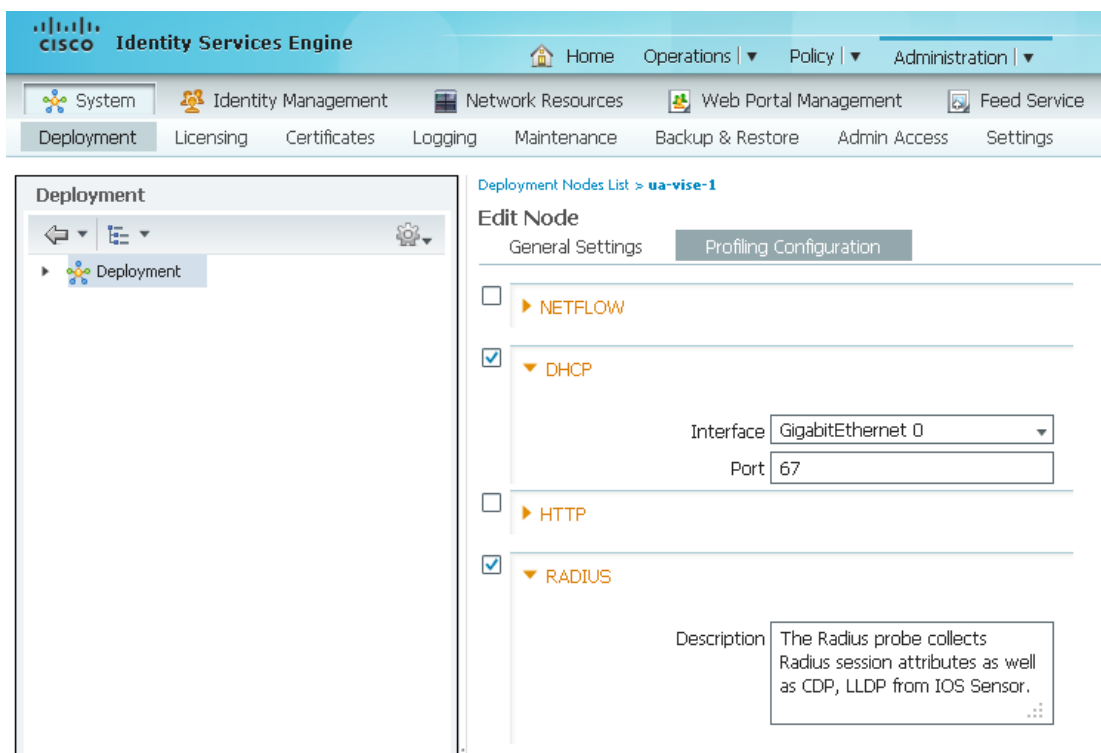 CISCO Identity Services Engine
Home Operations Policy Administration
System Identity Management Network Resources Web Portal Management Feed Service
Deployment Licensing Certificates Logging Maintenance Backup & Restore Admin Access Settings
Deployment
Deployment
Deployment Nodes List > ua-vise-1
Edit Node
General Settings Profiling Configuration
NETFLOW
DHCP
Interface GigabitEthernet 0
Port 67
HTTP
RADIUS
Description The Radius probe collects
Radius session attributes as well
as CDP, LLDP from IOS Sensor.